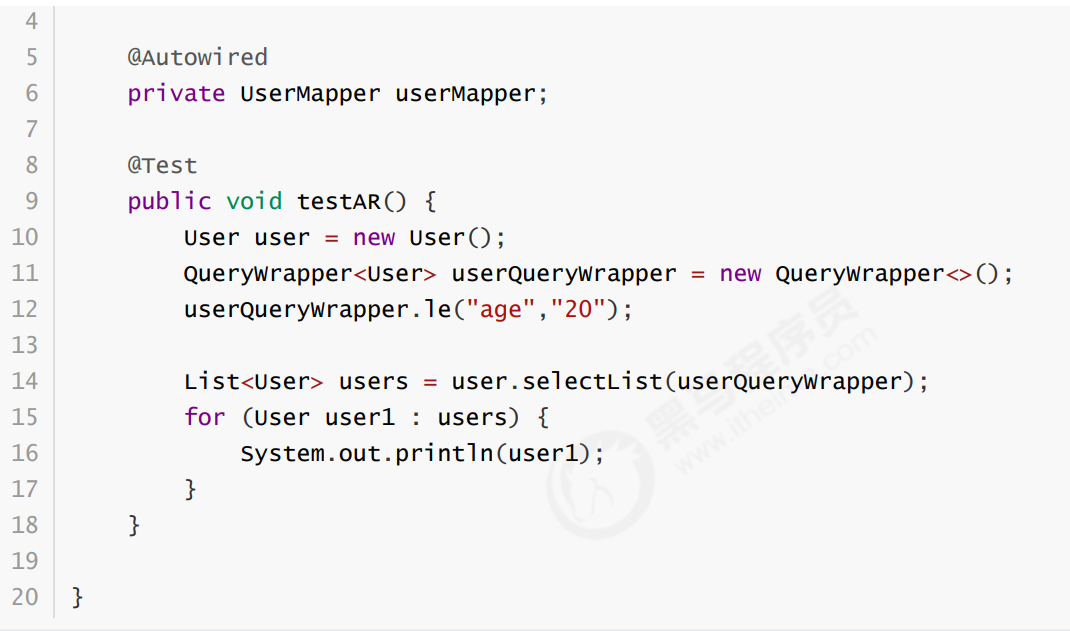 4
5 @Autowired
6 private UserMapper userMapper;
7
8 @Test
9 public void testAR() {
10 User user = new User();
11 QueryWrapper<User> userQueryWrapper = new QueryWrapper<>();
12 userQueryWrapper.le("age","20");
13
14 List<User> users = user.selectList(userQueryWrapper);
15 for (User user1 : users) {
16 System.out.println(user1);
17 }
18 }
19
20 }
黑马程序员
www.itheima.com